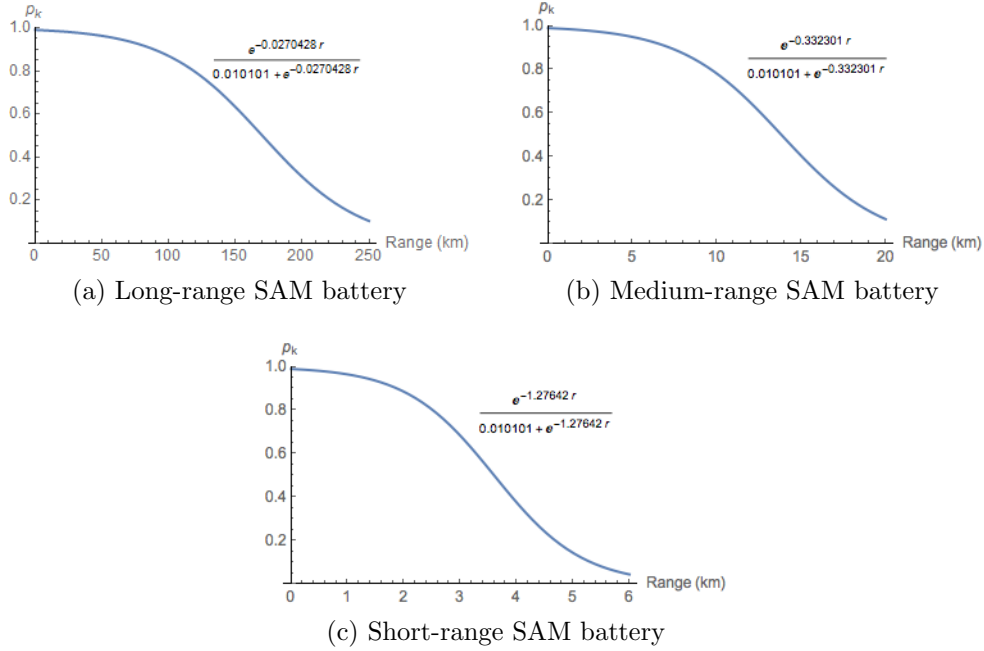 p_k
1.0
0.8
0.6
0.4
0.2
e^{-0.0270428 r}
0.010101 + e^{-0.0270428 r}
0 50 100 150 200 250
Range (km)
(a) Long-range SAM battery
p_k
1.0
0.8
0.6
0.4
0.2
e^{-0.332301 r}
0.010101 + e^{-0.332301 r}
0 5 10 15 20
Range (km)
(b) Medium-range SAM battery
p_k
1.0
0.8
0.6
0.4
0.2
e^{-1.27642 r}
0.010101 + e^{-1.27642 r}
0 1 2 3 4 5 6
Range (km)
(c) Short-range SAM battery